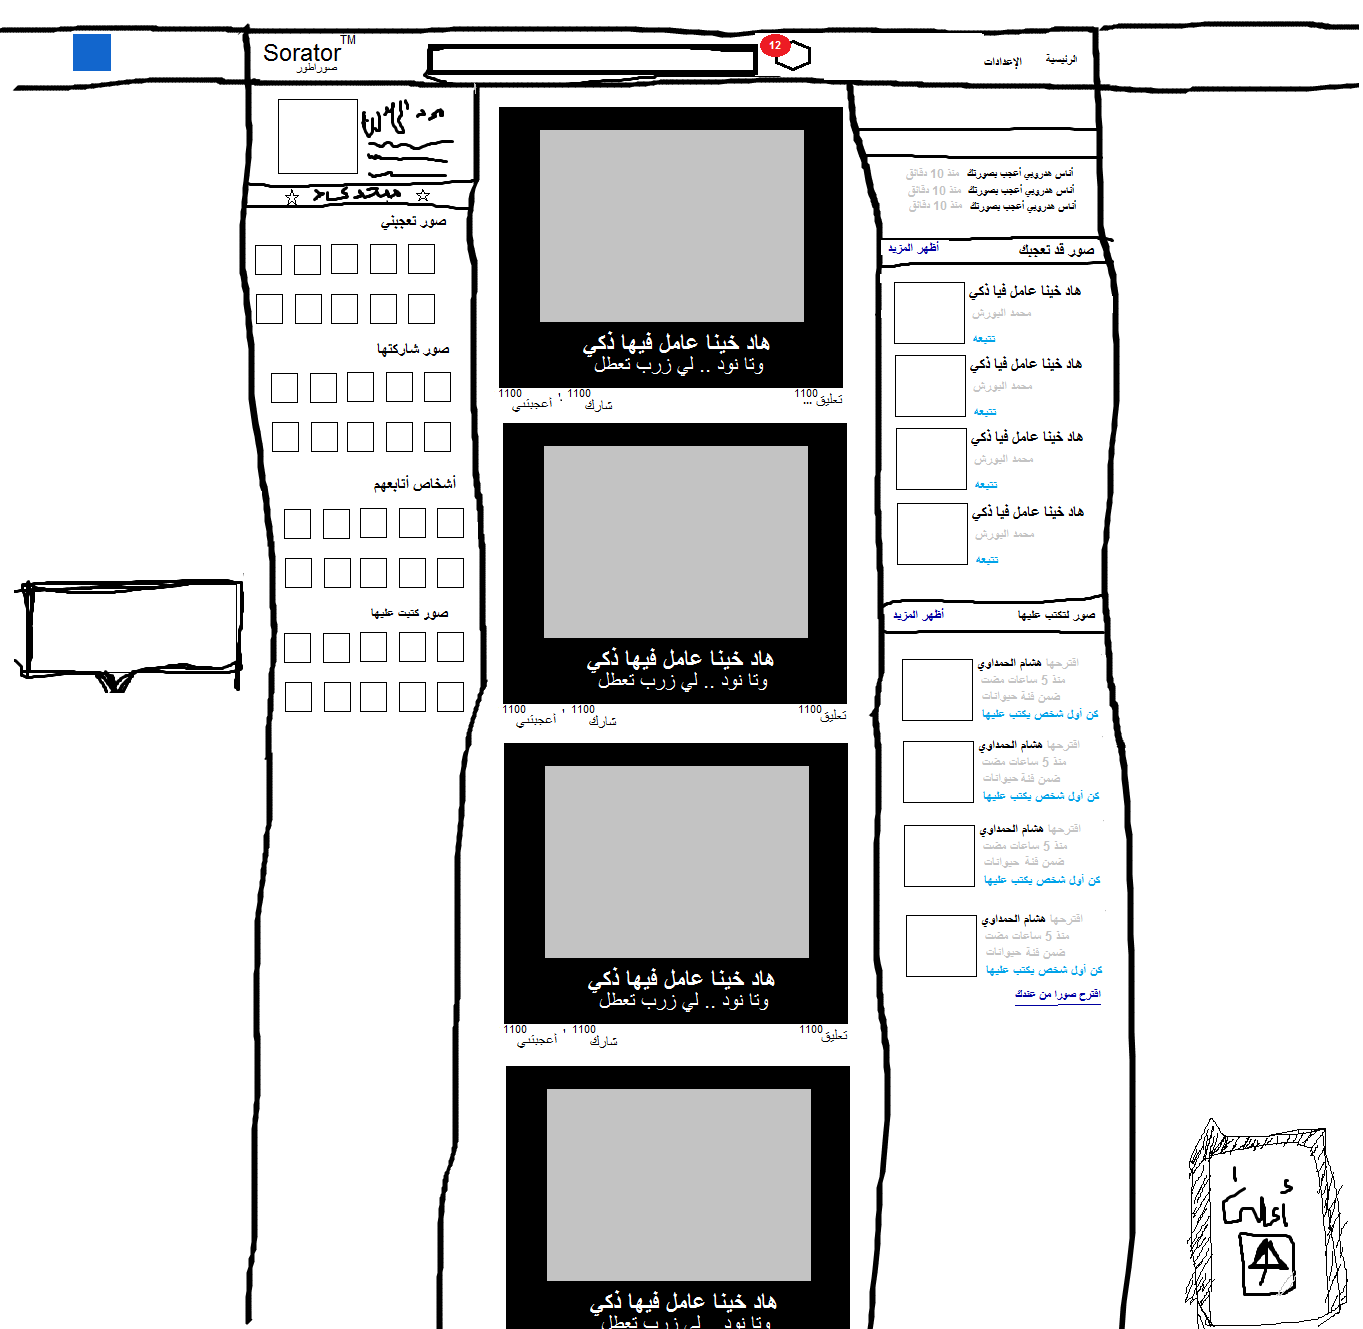 Sorator TM
صوراطور
12
الرئيسية
الإعدادات
صور تعجبني
صور شاركتها
أشخاص أتابعهم
صور كتبت عليها
هاد خينا عامل فيها ذكي
وتا نود .. لي زرب تعطل
1100 أعجبتني ' 1100 شارك
1100 تعليق ...
هاد خينا عامل فيها ذكي
وتا نود .. لي زرب تعطل
1100 أعجبتني ' 1100 شارك
1100 تعليق
هاد خينا عامل فيها ذكي
وتا نود .. لي زرب تعطل
1100 أعجبتني ' 1100 شارك
1100 تعليق
هاد خينا عامل فيها ذكي
وتا نود .. لي زرب تعطل
أناس هدروبي أعجب بصورتك منذ 10 دقائق
أناس هدروبي أعجب بصورتك منذ 10 دقائق
أناس هدروبي أعجب بصورتك منذ 10 دقائق
صور قد تعجبك
أظهر المزيد
هاد خينا عامل فيا ذكي
محمد البورش
تتبعه
هاد خينا عامل فيا ذكي
محمد البورش
تتبعه
هاد خينا عامل فيا ذكي
محمد البورش
تتبعه
هاد خينا عامل فيا ذكي
محمد البورش
تتبعه
صور لتكتب عليها
أظهر المزيد
اقترحها هشام الحمداوي
منذ 5 ساعات مضت
ضمن فئة حيوانات
كن أول شخص يكتب عليها
اقترحها هشام الحمداوي
منذ 5 ساعات مضت
ضمن فئة حيوانات
كن أول شخص يكتب عليها
اقترحها هشام الحمداوي
منذ 5 ساعات مضت
ضمن فئة حيوانات
كن أول شخص يكتب عليها
اقترحها هشام الحمداوي
منذ 5 ساعات مضت
ضمن فئة حيوانات
كن أول شخص يكتب عليها
اقترح صورا من عندك